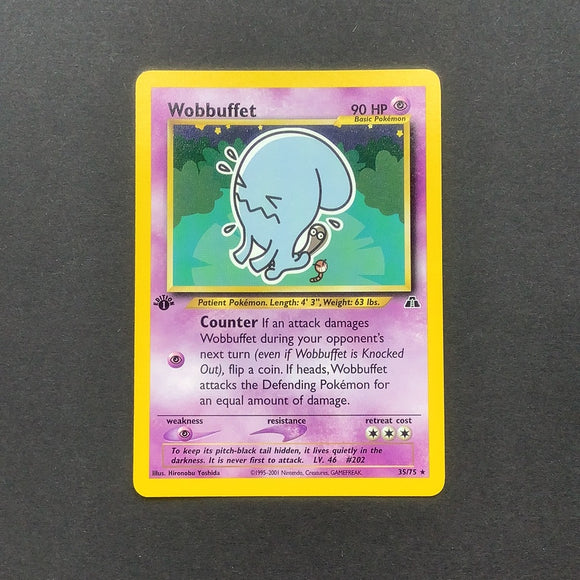 Wobbuffet 90 HP
Basic Pokémon
EDITION 1
Patient Pokémon. Length: 4' 3", Weight: 63 lbs.
Counter If an attack damages
Wobbuffet during your opponent's
next turn (even if Wobbuffet is Knocked
Out), flip a coin. If heads, Wobbuffet
attacks the Defending Pokémon for
an equal amount of damage.
weakness resistance retreat cost
To keep its pitch-black tail hidden, it lives quietly in the
darkness. It is never first to attack. LV. 46 #202
Illus. Hironobu Yoshida ©1995-2001 Nintendo, Creatures, GAMEFREAK. 35/75 ★